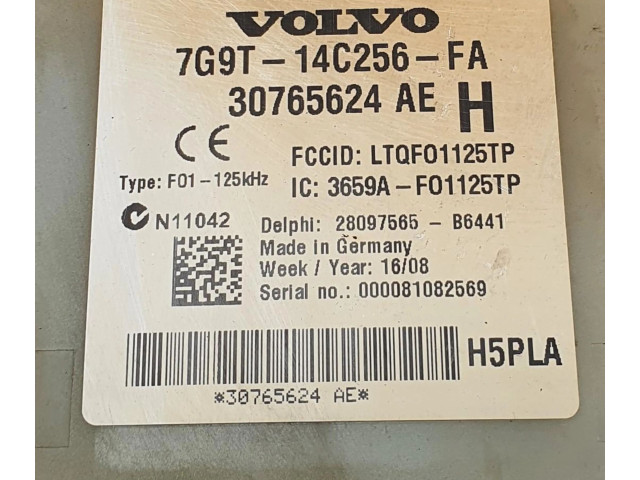 VOLVO
7G9T-14C256-FA
30765624 AE H
CE FCCID: LTQFO1125TP
Type: FO1-125kHz IC: 3659A-FO1125TP
N11042 Delphi: 28097565 - B6441
Made in Germany
Week / Year: 16/08
Serial no.: 000081082569
H5PLA
*30765624 AE*